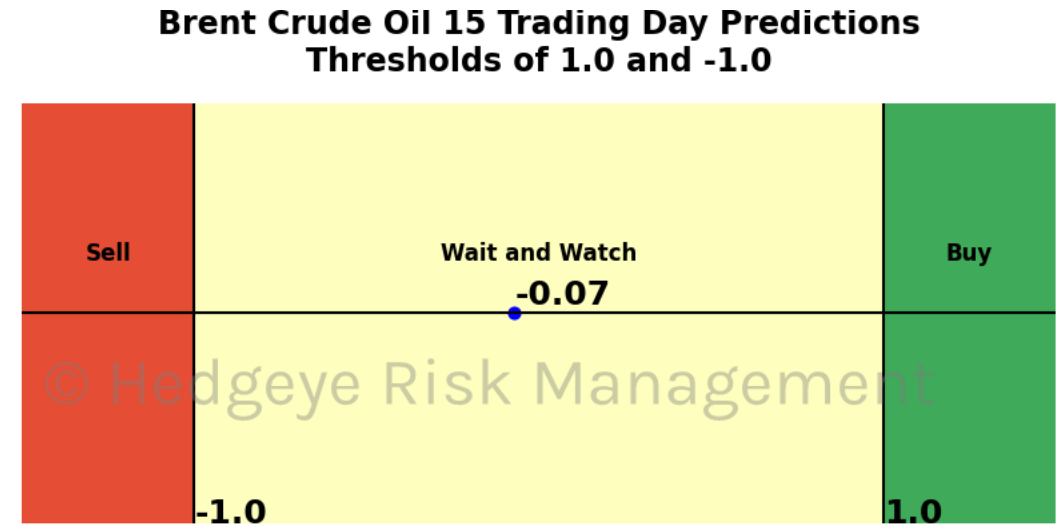 Brent Crude Oil 15 Trading Day Predictions
Thresholds of 1.0 and -1.0
Sell
Wait and Watch
Buy
-0.07
© Hedgeye Risk Management
-1.0
1.0